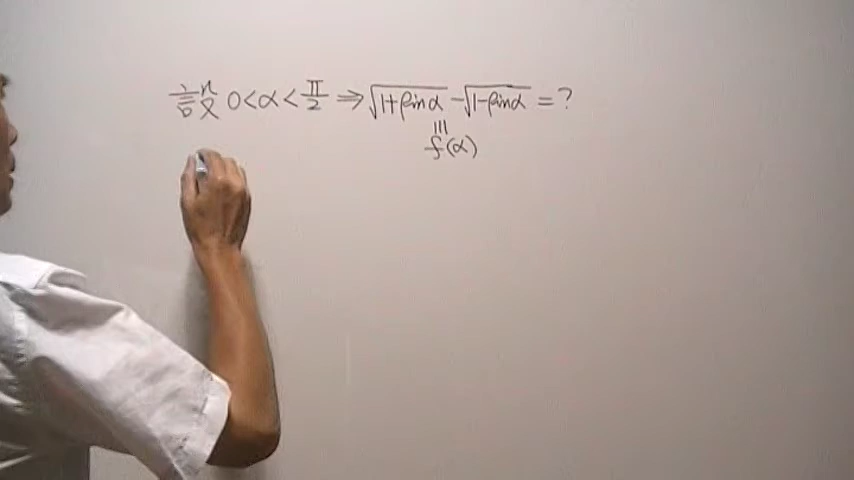 設 0<α<π/2 ⇒ √(1+sinα) - √(1-sinα) = ?
≡
f(α)